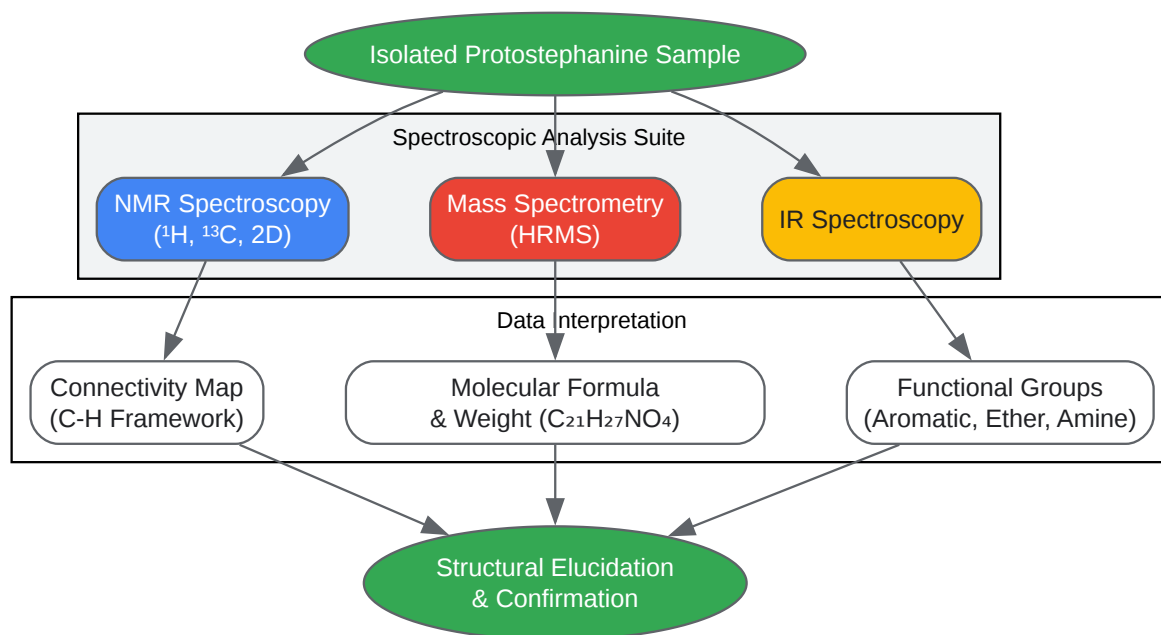 Isolated Protostephanine Sample
Spectroscopic Analysis Suite
NMR Spectroscopy
(¹H, ¹³C, 2D)
Mass Spectrometry
(HRMS)
IR Spectroscopy
Data Interpretation
Connectivity Map
(C-H Framework)
Molecular Formula
& Weight (C₂₁H₂₇NO₄)
Functional Groups
(Aromatic, Ether, Amine)
Structural Elucidation
& Confirmation